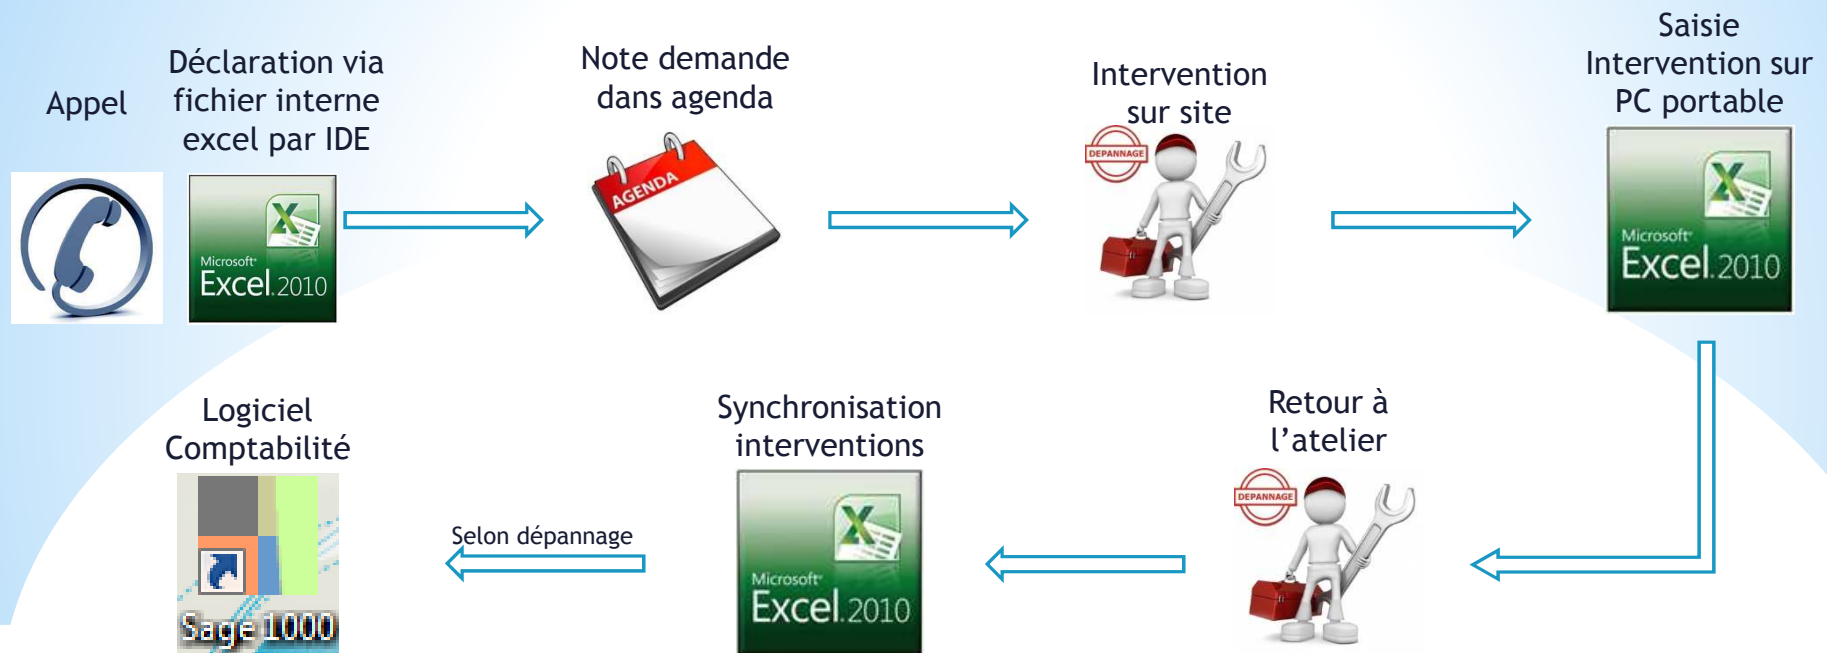 Appel
Déclaration via
fichier interne
excel par IDE
Microsoft
Excel.2010
Note demande
dans agenda
AGENDA
Intervention
sur site
DEPANNAGE
Saisie
Intervention sur
PC portable
Microsoft
Excel.2010
Retour à
l’atelier
DEPANNAGE
Synchronisation
interventions
Microsoft
Excel.2010
Selon dépannage
Logiciel
Comptabilité
Sage 1000